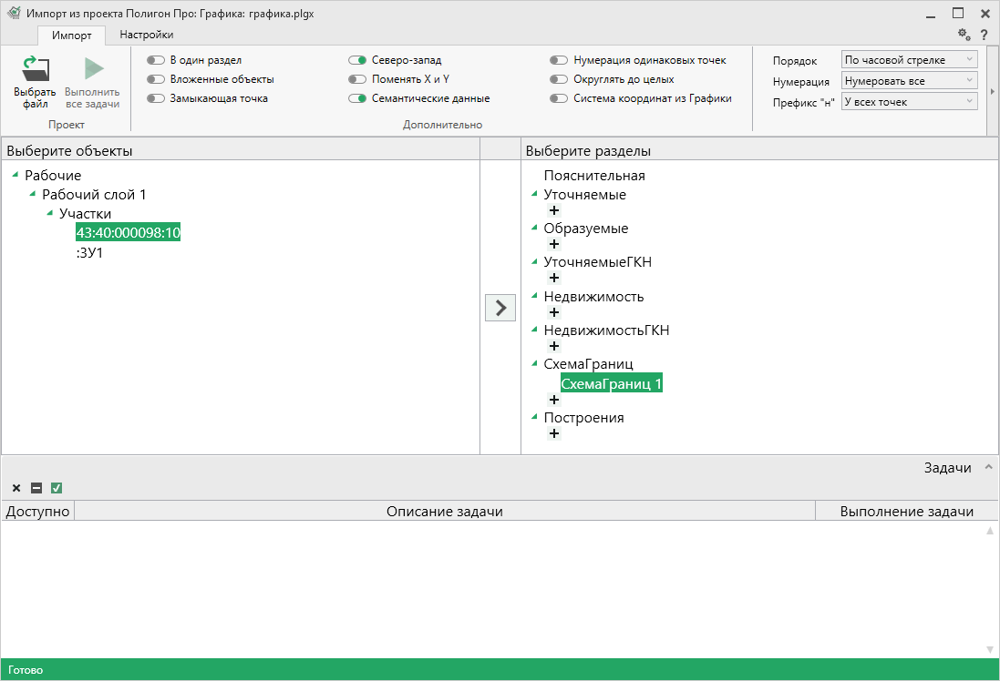 Импорт из проекта Полигон Про: Графика: графика.plgx
Импорт
Настройки
?
Выбрать
файл
Выполнить
все задачи
Проект
В один раздел
Вложенные объекты
Замыкающая точка
Северо-запад
Поменять X и Y
Семантические данные
Нумерация одинаковых точек
Округлять до целых
Система координат из Графики
Дополнительно
Порядок
По часовой стрелке
Нумерация
Нумеровать все
Префикс "н"
У всех точек
Выберите объекты
Рабочие
Рабочий слой 1
Участки
43:40:000098:10
:ЗУ1
Выберите разделы
Пояснительная
Уточняемые
+
Образуемые
+
УточняемыеГКН
+
Недвижимость
+
НедвижимостьГКН
+
СхемаГраниц
СхемаГраниц 1
+
Построения
+
Задачи
Доступно
Описание задачи
Выполнение задачи
Готово